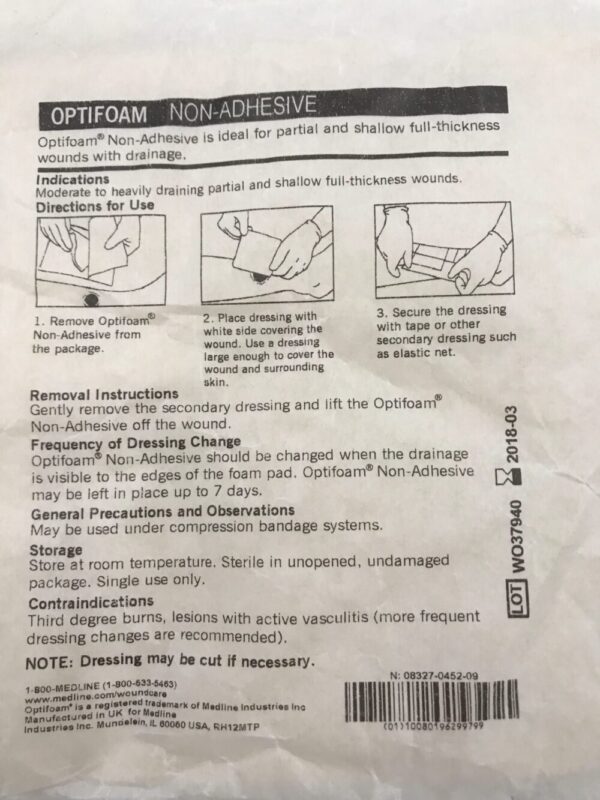 OPTIFOAM NON-ADHESIVE
Optifoam® Non-Adhesive is ideal for partial and shallow full-thickness
wounds with drainage.
Indications
Moderate to heavily draining partial and shallow full-thickness wounds.
Directions for Use
1. Remove Optifoam®
Non-Adhesive from
the package.
2. Place dressing with
white side covering the
wound. Use a dressing
large enough to cover the
wound and surrounding
skin.
3. Secure the dressing
with tape or other
secondary dressing such
as elastic net.
Removal Instructions
Gently remove the secondary dressing and lift the Optifoam®
Non-Adhesive off the wound.
Frequency of Dressing Change
Optifoam® Non-Adhesive should be changed when the drainage
is visible to the edges of the foam pad. Optifoam® Non-Adhesive
may be left in place up to 7 days.
General Precautions and Observations
May be used under compression bandage systems.
Storage
Store at room temperature. Sterile in unopened, undamaged
package. Single use only.
Contraindications
Third degree burns, lesions with active vasculitis (more frequent
dressing changes are recommended).
NOTE: Dressing may be cut if necessary.
LOT WO37940 2018-03
1-800-MEDLINE (1-800-633-5463)
www.medline.com/woundcare
Optifoam® is a registered trademark of Medline Industries Inc
Manufactured in UK for Medline
Industries Inc. Mundelein, IL 60060 USA, RH12MTP
N: 08327-0452-09
(01)10080196299799